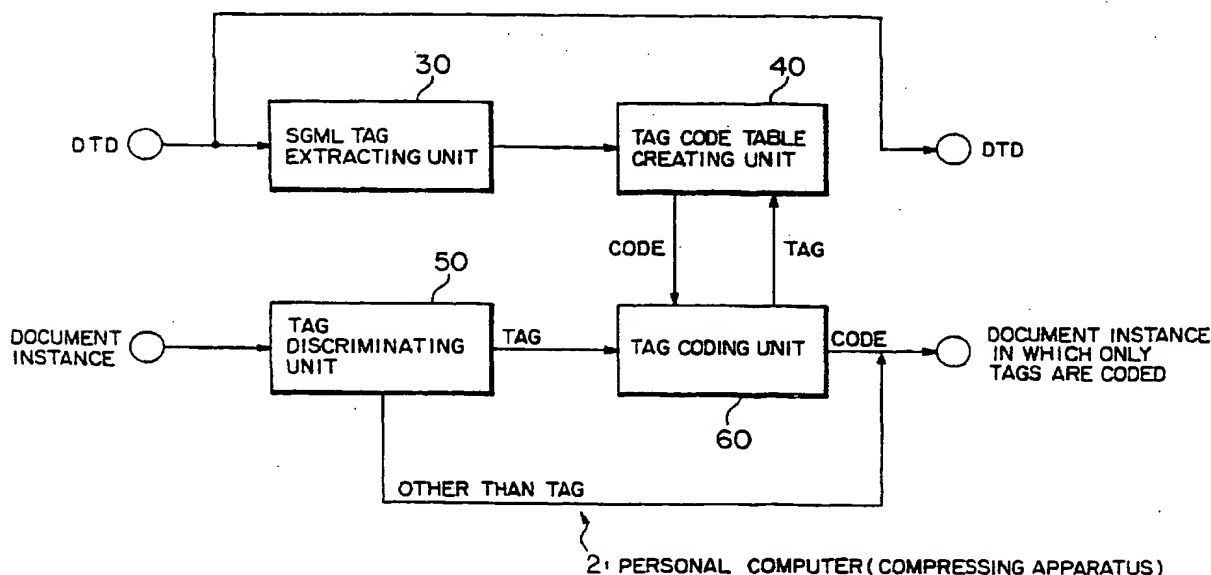 30
40
DTD
SGML TAG
EXTRACTING UNIT
TAG CODE TABLE
CREATING UNIT
DTD
CODE
TAG
50
DOCUMENT
INSTANCE
TAG
DISCRIMINATING
UNIT
TAG
TAG CODING UNIT
CODE
DOCUMENT INSTANCE
IN WHICH ONLY
TAGS ARE CODED
60
OTHER THAN TAG
2: PERSONAL COMPUTER (COMPRESSING APPARATUS)